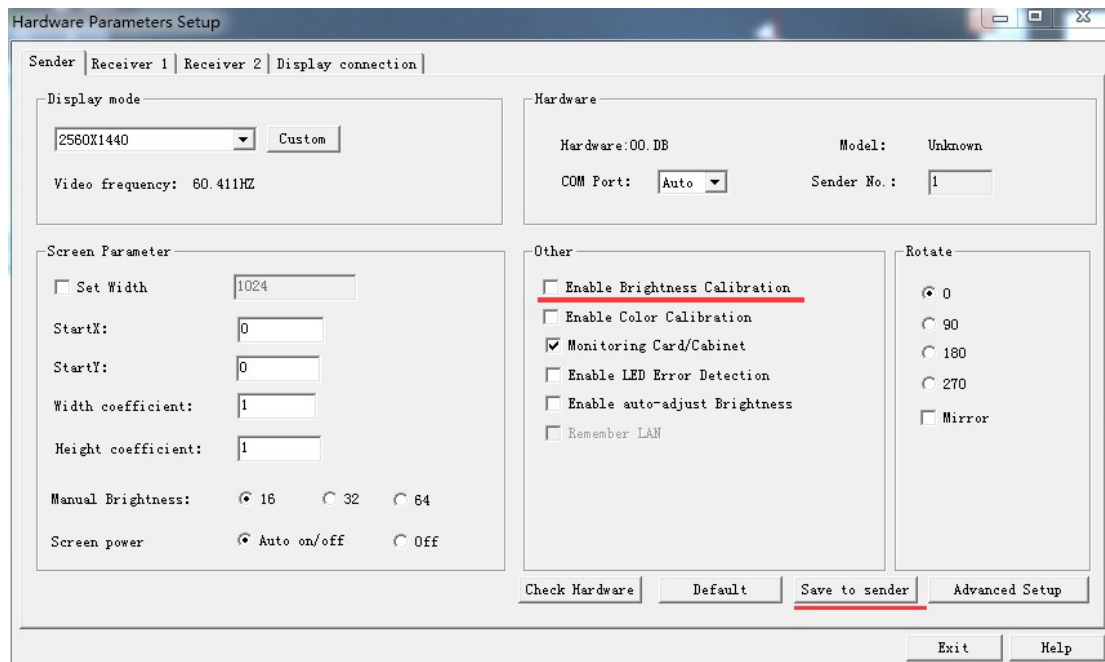 Hardware Parameters Setup
Sender Receiver 1 Receiver 2 Display connection
Display mode
2560X1440 Custom
Video frequency: 60.411HZ
Hardware
Hardware:00.DB Model: Unknown
COM Port: Auto Sender No.: 1
Screen Parameter
Set Width 1024
StartX: 0
StartY: 0
Width coefficient: 1
Height coefficient: 1
Manual Brightness: 16 32 64
Screen power Auto on/off Off
Other
Enable Brightness Calibration
Enable Color Calibration
Monitoring Card/Cabinet
Enable LED Error Detection
Enable auto-adjust Brightness
Remember LAN
Rotate
0
90
180
270
Mirror
Check Hardware Default Save to sender Advanced Setup
Exit Help